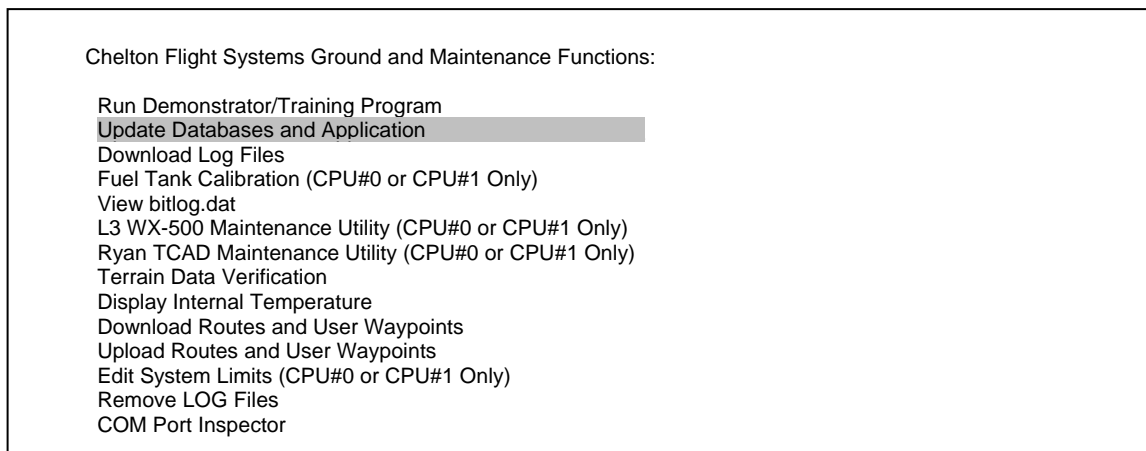 Chelton Flight Systems Ground and Maintenance Functions:
Run Demonstrator/Training Program
Update Databases and Application
Download Log Files
Fuel Tank Calibration (CPU#0 or CPU#1 Only)
View bitlog.dat
L3 WX-500 Maintenance Utility (CPU#0 or CPU#1 Only)
Ryan TCAD Maintenance Utility (CPU#0 or CPU#1 Only)
Terrain Data Verification
Display Internal Temperature
Download Routes and User Waypoints
Upload Routes and User Waypoints
Edit System Limits (CPU#0 or CPU#1 Only)
Remove LOG Files
COM Port Inspector